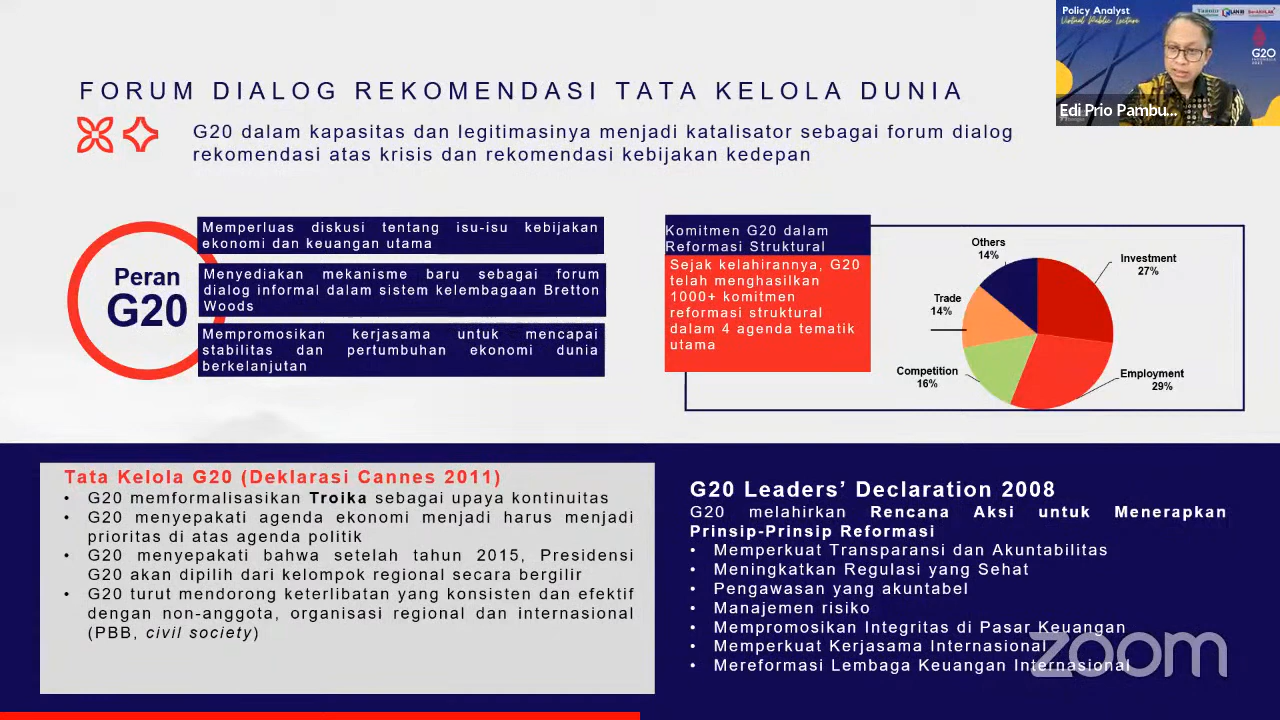 Policy Analyst
Virtual Public Lecture
G20
Edi Prio Pambu...
FORUM DIALOG REKOMENDASI TATA KELOLA DUNIA
G20 dalam kapasitas dan legitimasinya menjadi katalisator sebagai forum dialog
rekomendasi atas krisis dan rekomendasi kebijakan kedepan
Peran
G20
Memperluas diskusi tentang isu-isu kebijakan
ekonomi dan keuangan utama
Menyediakan mekanisme baru sebagai forum
dialog informal dalam sistem kelembagaan Bretton
Woods
Mempromosikan kerjasama untuk mencapai
stabilitas dan pertumbuhan ekonomi dunia
berkelanjutan
Komitmen G20 dalam
Reformasi Struktural
Sejak kelahirannya, G20
telah menghasilkan
1000+ komitmen
reformasi struktural
dalam 4 agenda tematik
utama
Others
14%
Investment
27%
Trade
14%
Competition
16%
Employment
29%
Tata Kelola G20 (Deklarasi Cannes 2011)
• G20 memformalisasikan Troika sebagai upaya kontinuitas
• G20 menyepakati agenda ekonomi menjadi harus menjadi
prioritas di atas agenda politik
• G20 menyepakati bahwa setelah tahun 2015, Presidensi
G20 akan dipilih dari kelompok regional secara bergilir
• G20 turut mendorong keterlibatan yang konsisten dan efektif
dengan non-anggota, organisasi regional dan internasional
(PBB, civil society)
G20 Leaders’ Declaration 2008
G20 melahirkan Rencana Aksi untuk Menerapkan
Prinsip-Prinsip Reformasi
• Memperkuat Transparansi dan Akuntabilitas
• Meningkatkan Regulasi yang Sehat
• Pengawasan yang akuntabel
• Manajemen risiko
• Mempromosikan Integritas di Pasar Keuangan
• Memperkuat Kerjasama Internasional
• Mereformasi Lembaga Keuangan Internasional
zoom